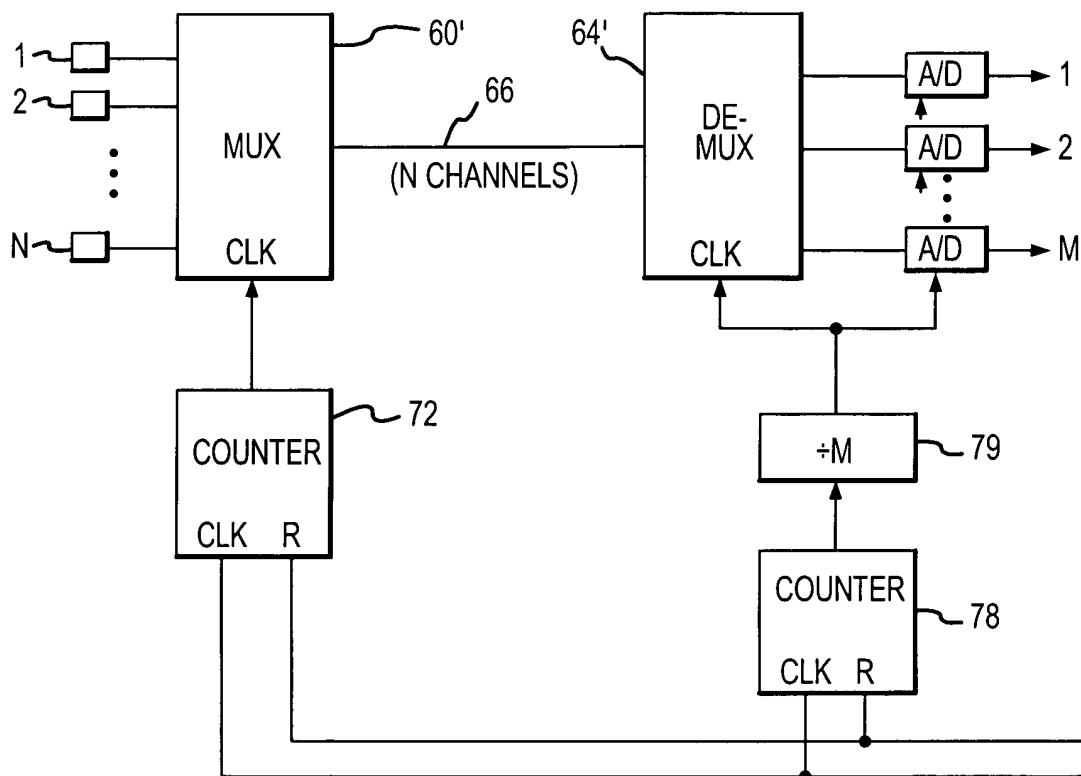 60'
64'
1
A/D
1
66
2
MUX
DE-
MUX
A/D
2
(N CHANNELS)
N
CLK
CLK
A/D
M
72
COUNTER
÷M
79
CLK R
COUNTER
78
CLK R